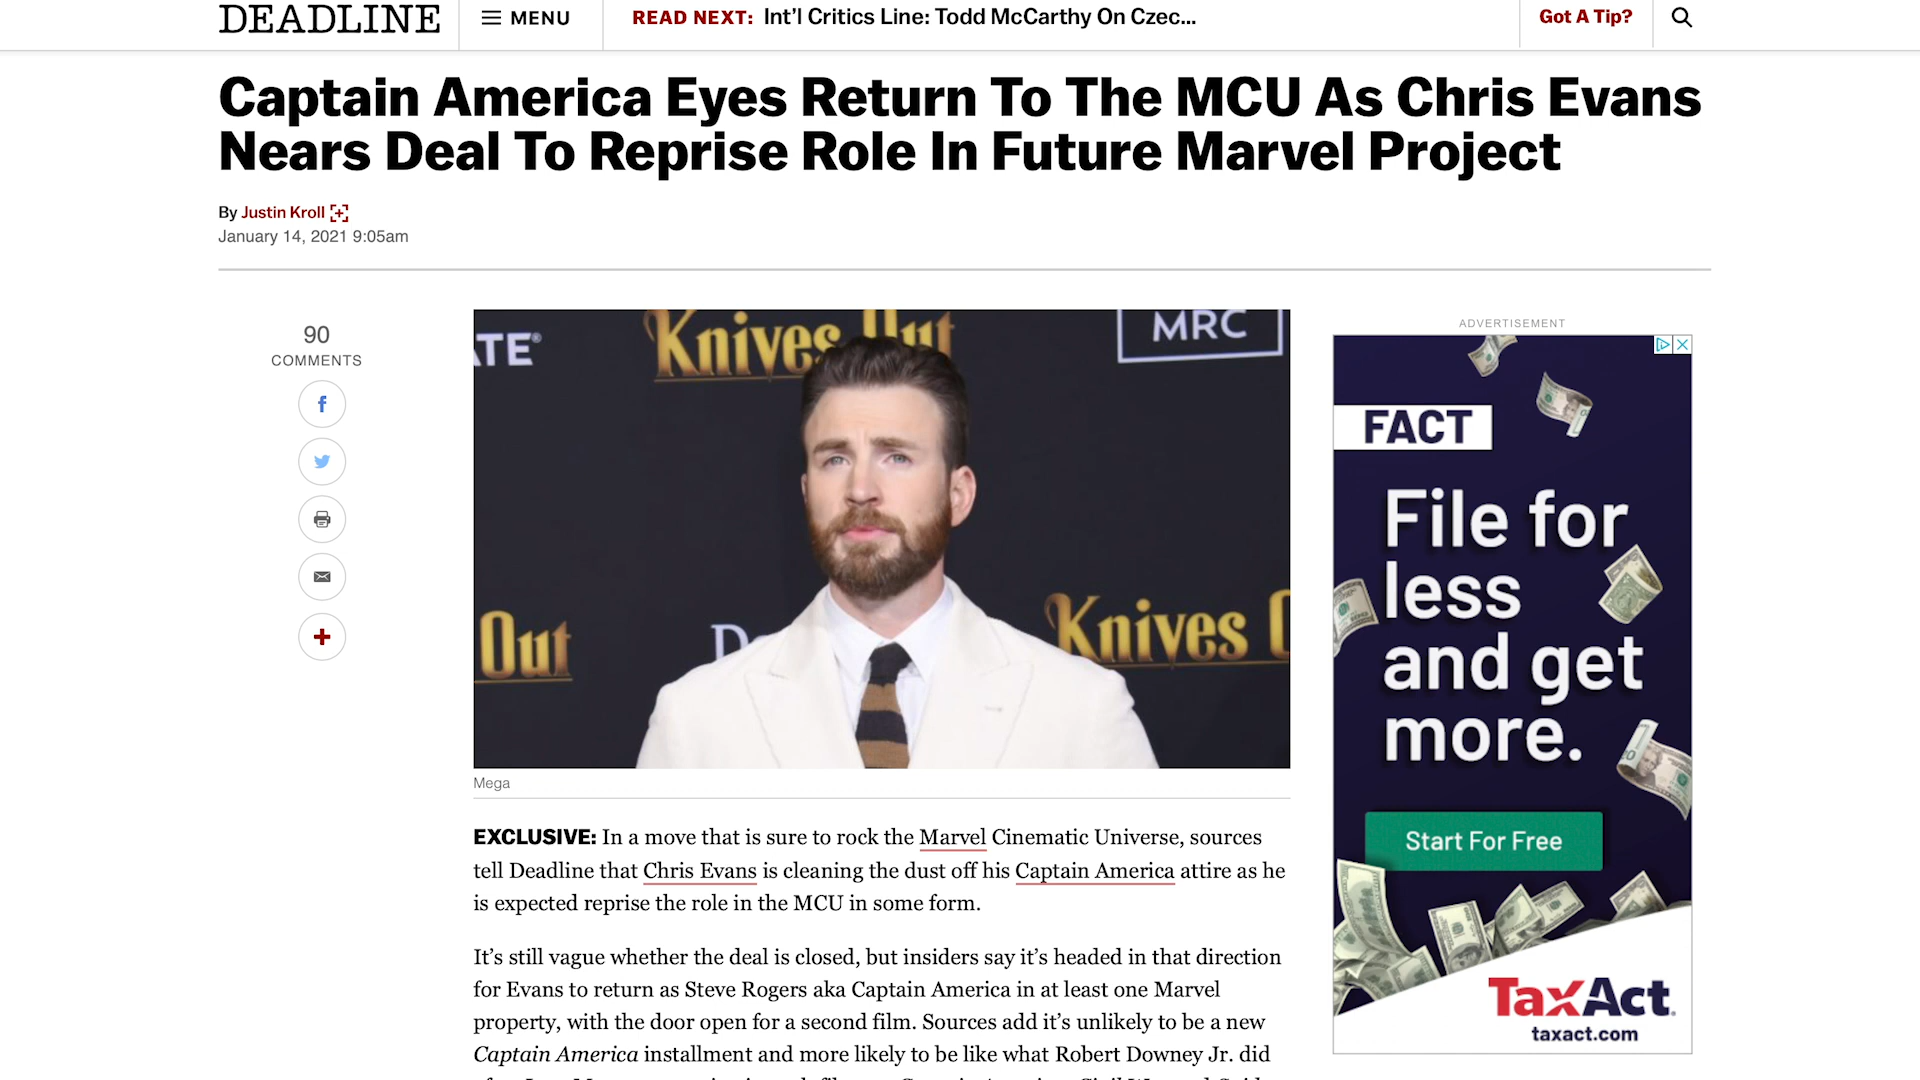 DEADLINE
MENU
READ NEXT: Int'l Critics Line: Todd McCarthy On Czec...
Got A Tip?
Captain America Eyes Return To The MCU As Chris Evans
Nears Deal To Reprise Role In Future Marvel Project
By Justin Kroll
January 14, 2021 9:05am
90
COMMENTS
TE
Knives Out
MRC
Out
Knives O
Mega
EXCLUSIVE: In a move that is sure to rock the Marvel Cinematic Universe, sources
tell Deadline that Chris Evans is cleaning the dust off his Captain America attire as he
is expected reprise the role in the MCU in some form.
It's still vague whether the deal is closed, but insiders say it's headed in that direction
for Evans to return as Steve Rogers aka Captain America in at least one Marvel
property, with the door open for a second film. Sources add it's unlikely to be a new
Captain America installment and more likely to be like what Robert Downey Jr. did
ADVERTISEMENT
FACT
File for
less
and get
more.
Start For Free
TaxAct.
taxact.com